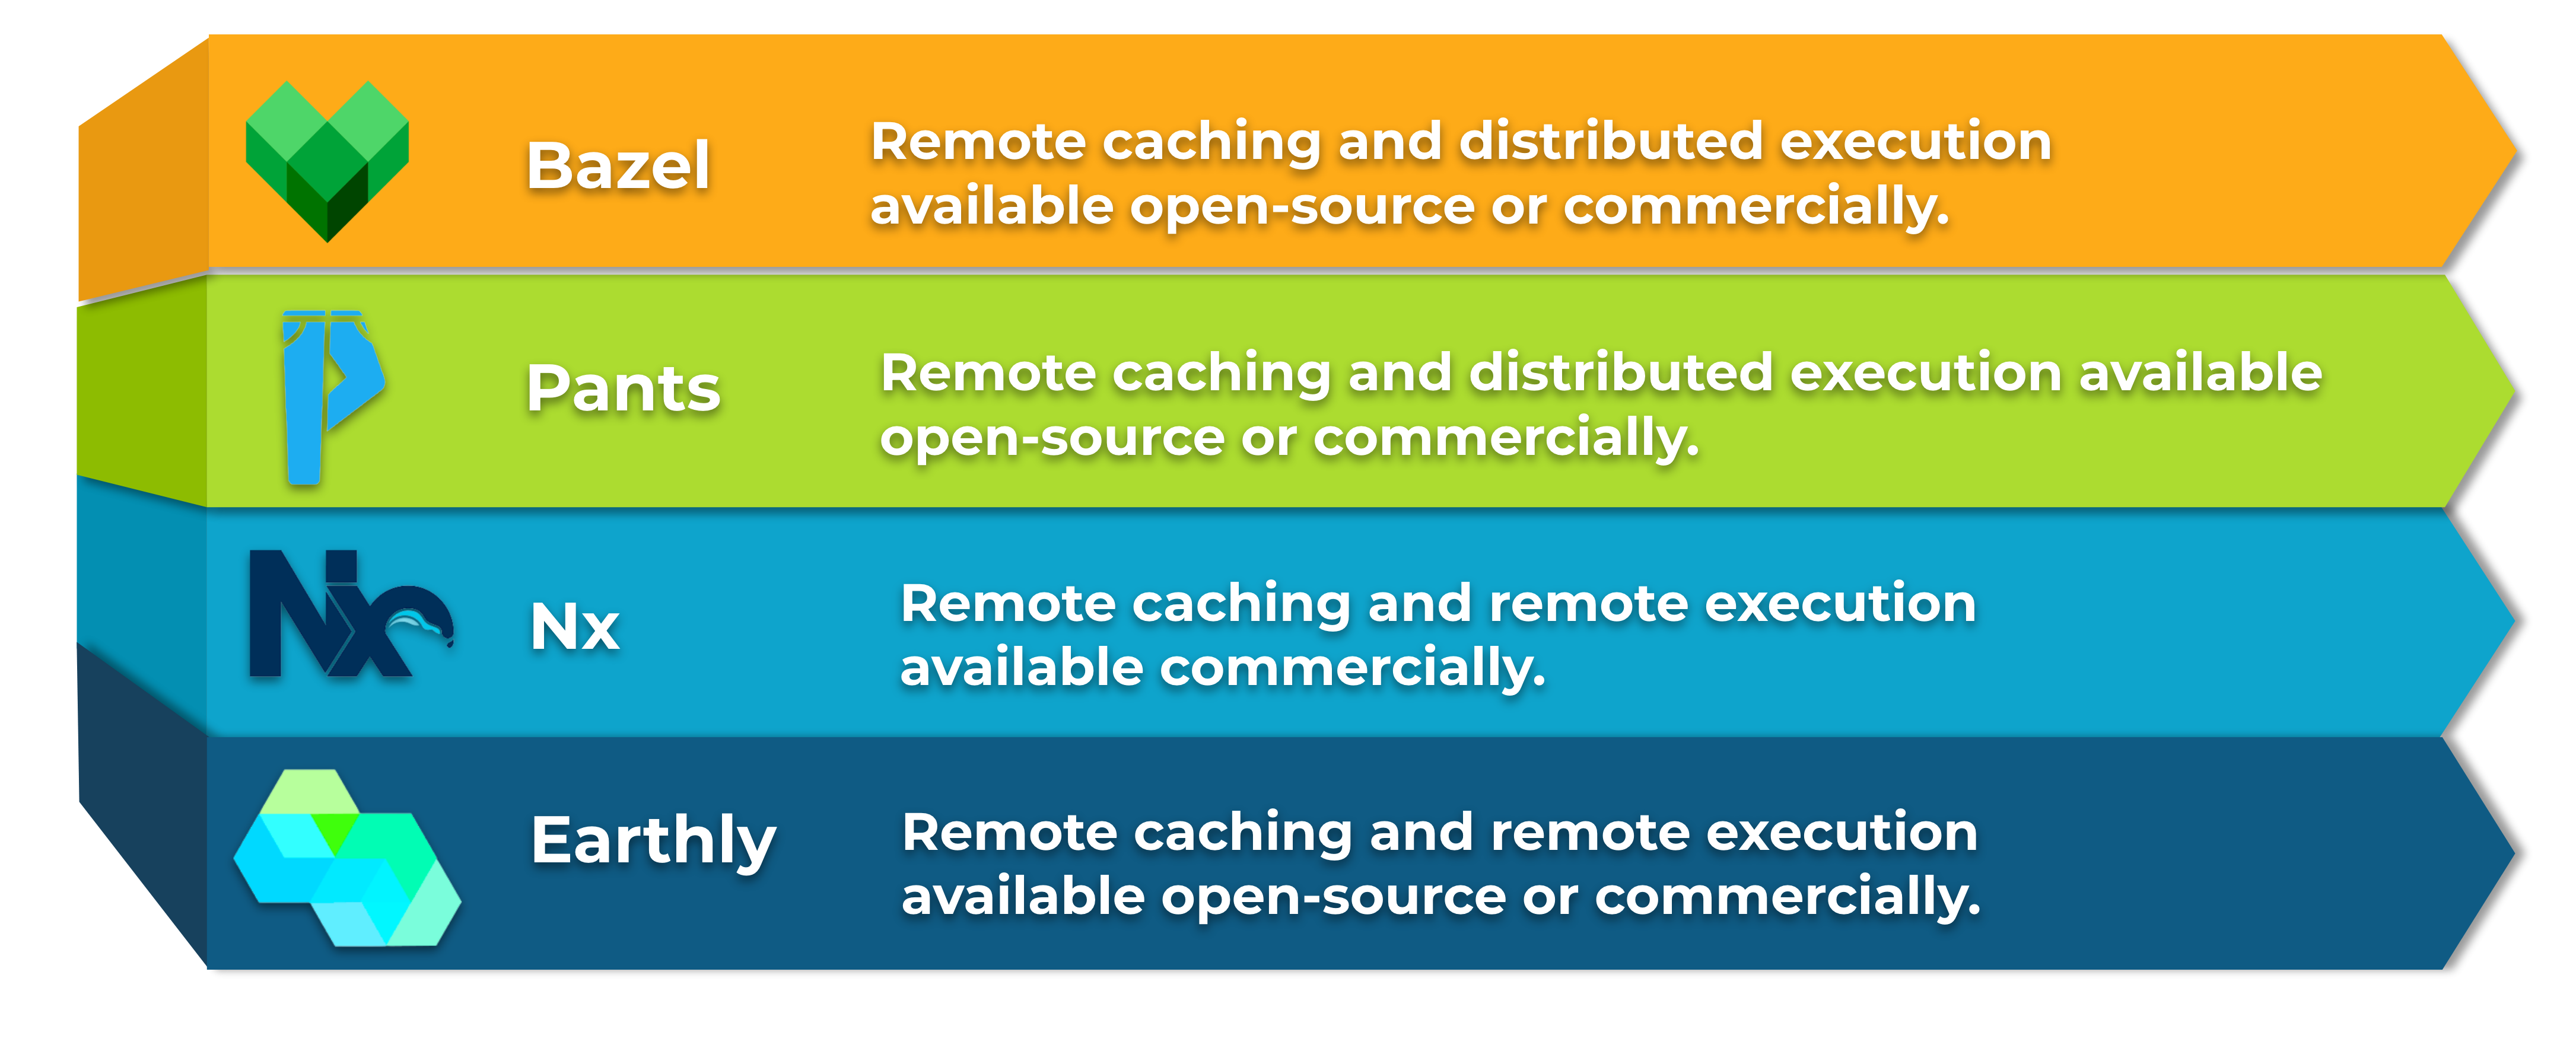 Bazel
Remote caching and distributed execution
available open-source or commercially.
Pants
Remote caching and distributed execution available
open-source or commercially.
Nx
Nx
Remote caching and remote execution
available commercially.
Earthly
Remote caching and remote execution
available open-source or commercially.